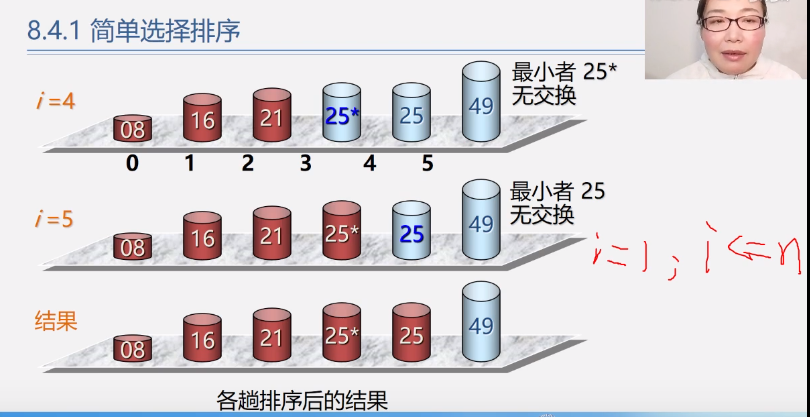 8.4.1 简单选择排序
i =4
08 16 21 25* 25 49
最小者 25*
无交换
0 1 2 3 4 5
i =5
08 16 21 25* 25 49
最小者 25
无交换
i=1; i<=n
结果
08 16 21 25* 25 49
各趟排序后的结果